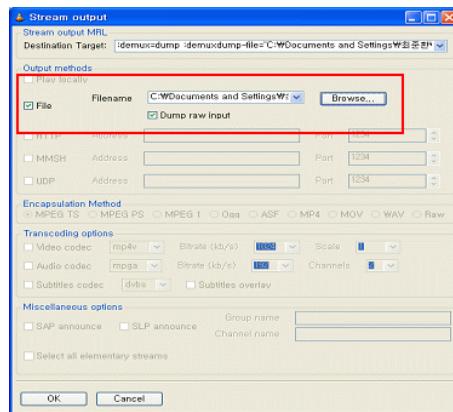 Stream output
Stream output MRL
Destination Target: :demux=dump :demuxdump-file="C:₩Documents and Settings₩최준환₩
Output methods
Play locally
File Filename C:₩Documents and Settings₩ Browse...
Dump raw input
HTTP Address Port 1234
MMSH Address Port 1234
UDP Address Port 1234
Encapsulation Method
MPEG TS MPEG PS MPEG 1 Ogg ASF MP4 MOV WAV Raw
Transcoding options
Video codec mp4v Bitrate (kb/s) 1024 Scale 1
Audio codec mpga Bitrate (kb/s) 192 Channels 2
Subtitles codec dvbs Subtitles overlay
Miscellaneous options
SAP announce SLP announce Group name
Channel name
Select all elementary streams
OK Cancel